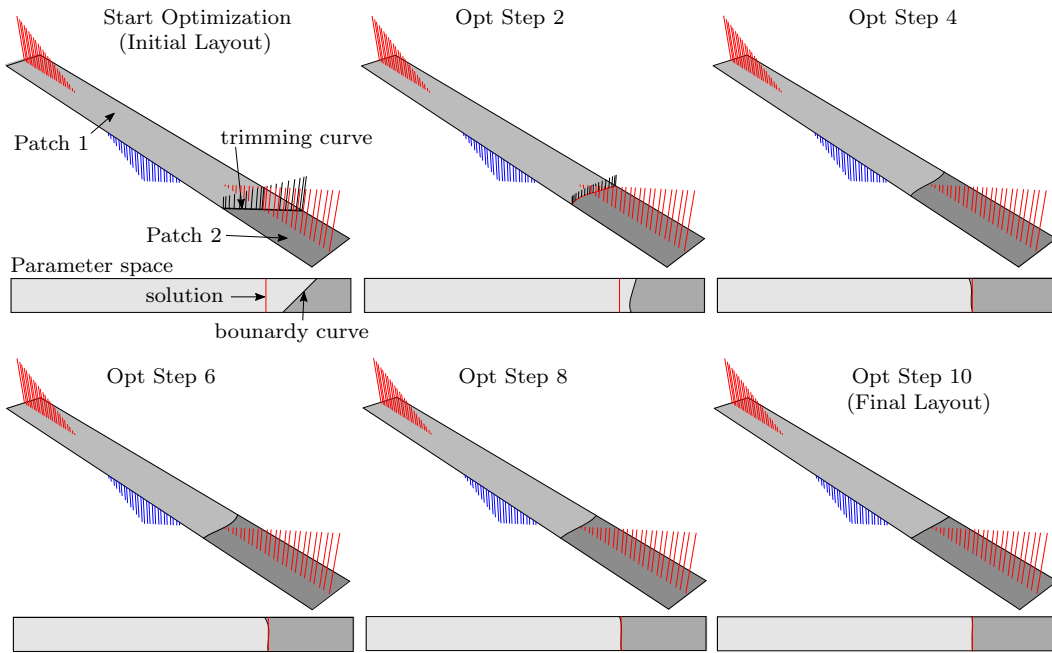 Start Optimization
(Initial Layout)
Opt Step 2
Opt Step 4
Patch 1
trimming curve
Patch 2
Parameter space
solution
bounardy curve
Opt Step 6
Opt Step 8
Opt Step 10
(Final Layout)